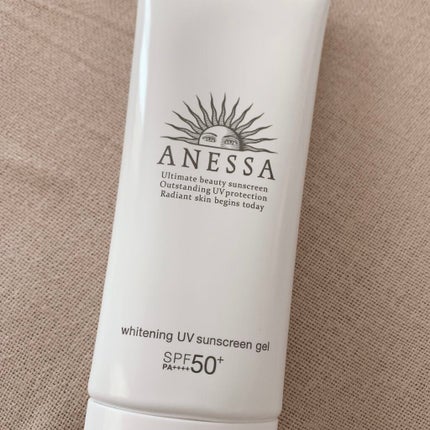 ANESSA
Ultimate beauty sunscreen
Outstanding UV protection
Radiant skin begins today
whitening UV sunscreen gel
SPF50+
PA++++